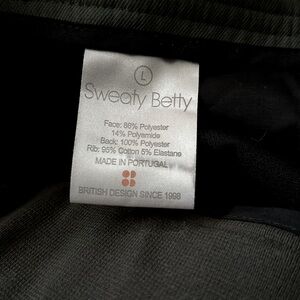 L
Sweaty Betty
Face: 86% Polyester
14% Polyamide
Back: 100% Polyester
Rib: 95% Cotton 5% Elastane
MADE IN PORTUGAL
BRITISH DESIGN SINCE 1998